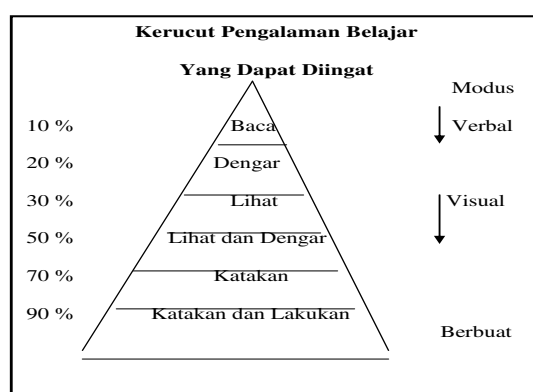 Kerucut Pengalaman Belajar
Yang Dapat Diingat
Modus
10 % Baca Verbal
20 % Dengar
30 % Lihat Visual
50 % Lihat dan Dengar
70 % Katakan
90 % Katakan dan Lakukan
Berbuat